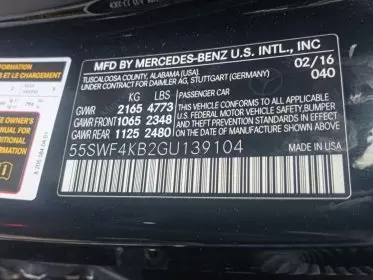 MFD BY MERCEDES-BENZ U.S. INTL., INC
TUSCALOOSA COUNTY, ALABAMA (USA).
UNDER CONTRACT FOR DAIMLER AG, STUTTGART (GERMANY)
02/16
040
KG LBS
GVWR 2165 4773
GAWR FRONT 1065 2348
GAWR REAR 1125 2480
PASSENGER CAR
THIS VEHICLE CONFORMS TO ALL APPLICABLE
U.S. FEDERAL MOTOR VEHICLE SAFETY, BUMPER,
AND THEFT PREVENTION STANDARDS IN EFFECT
ON THE DATE OF MANUFACTURE SHOWN ABOVE.
MADE IN USA
55SWF4KB2GU139104
ET LE CHARGEMENT